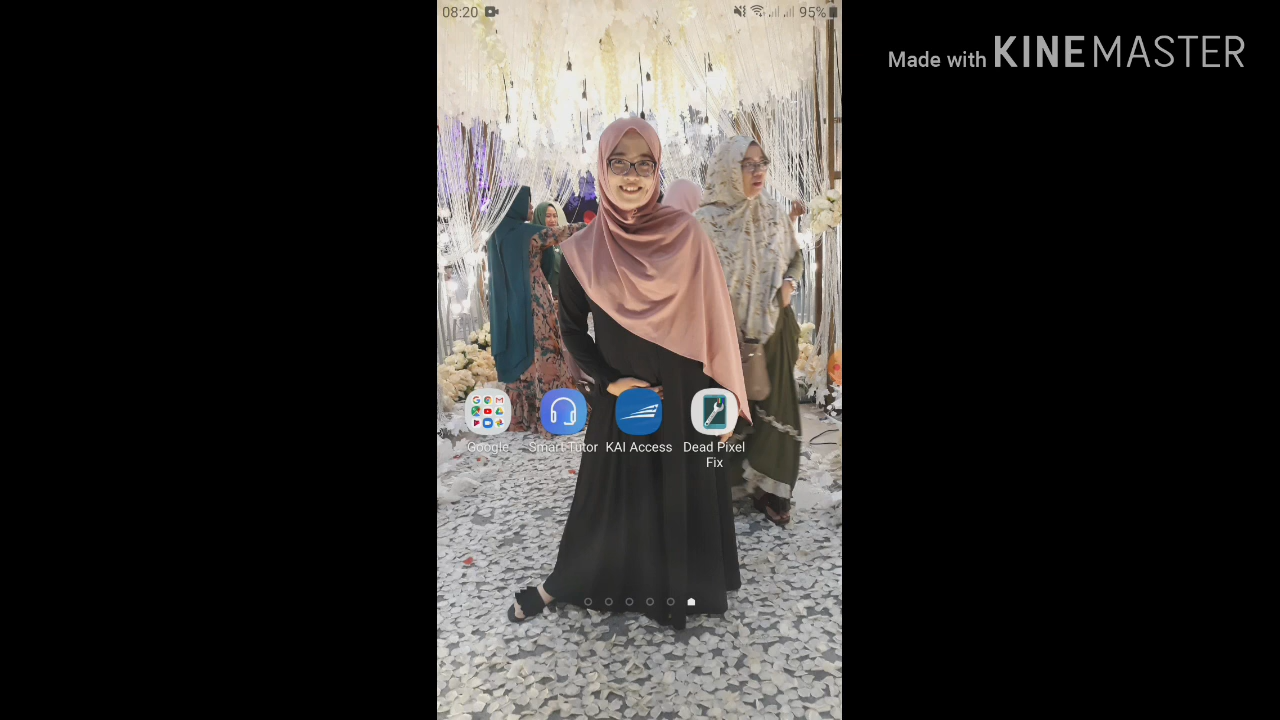 08:20
95%
Made with KINEMASTER
Google
Smart Tutor
KAI Access
Dead Pixel
Fix